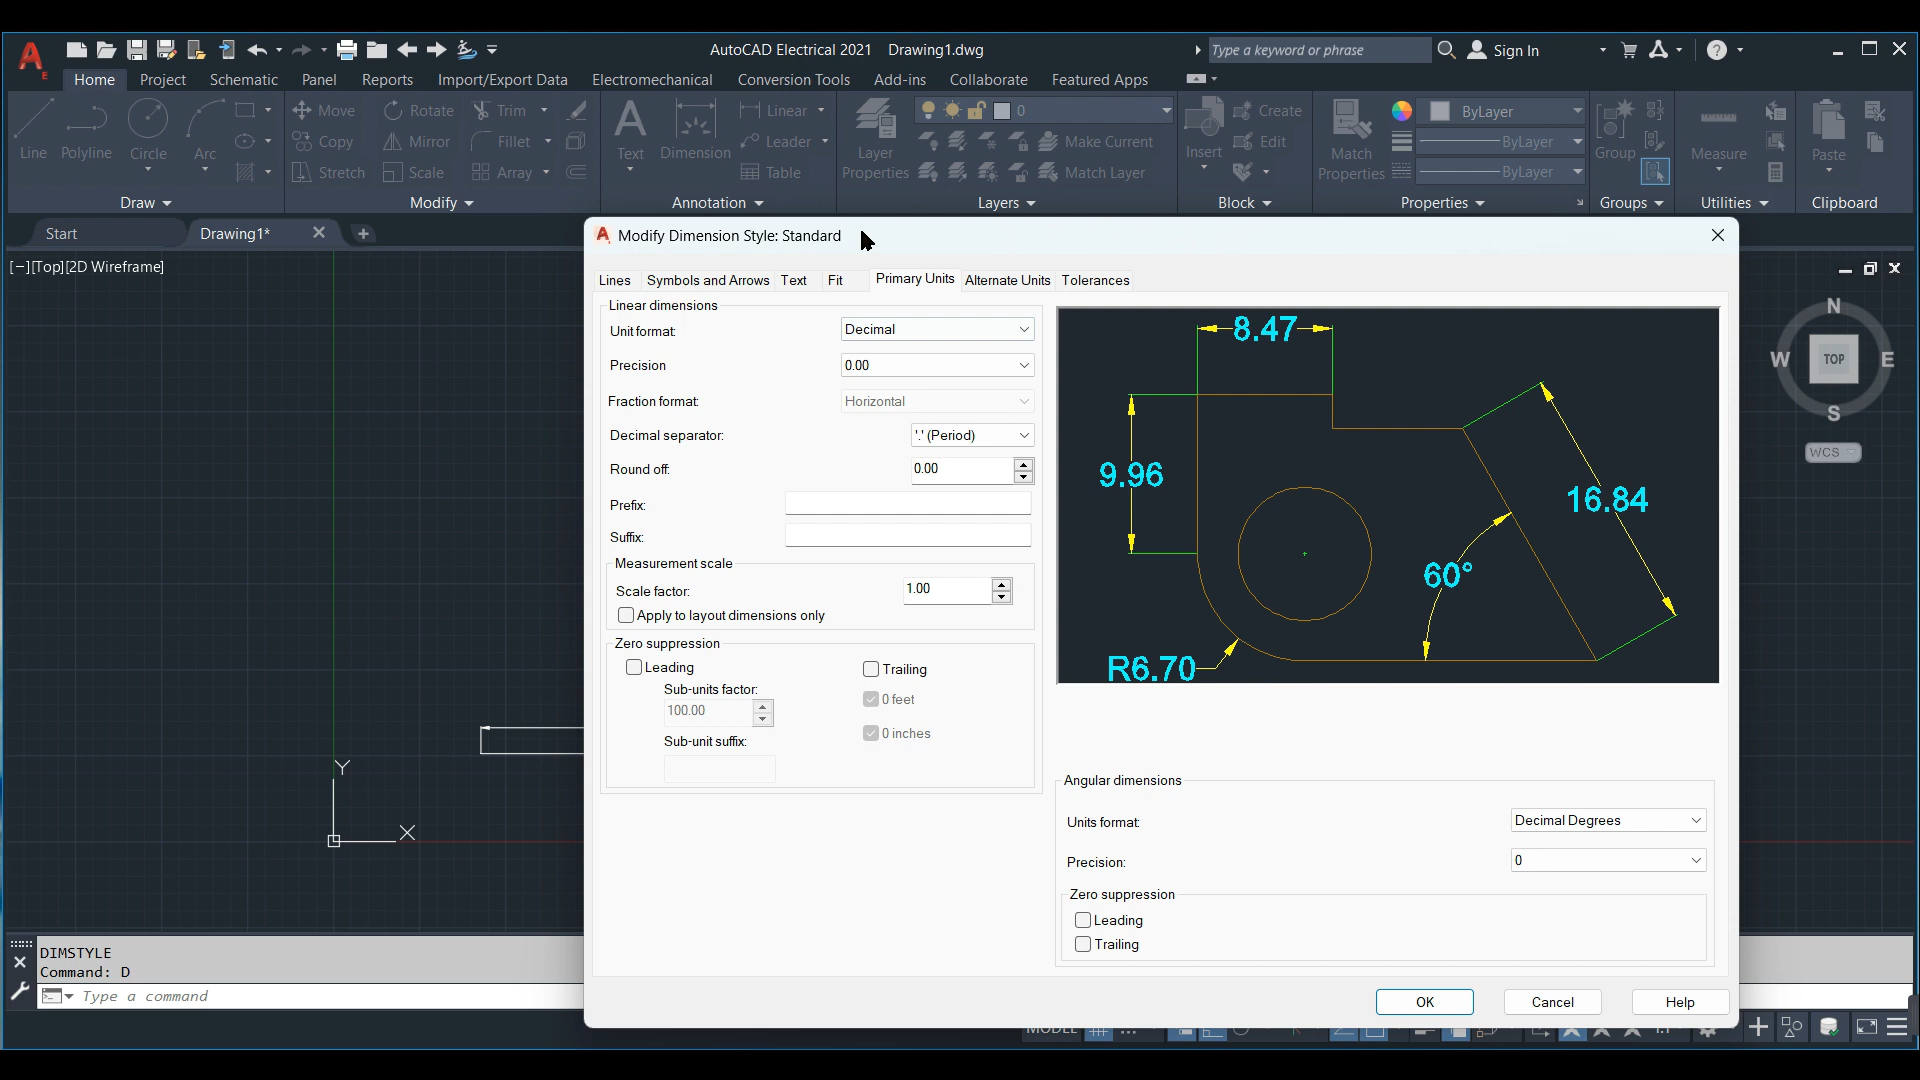 AutoCAD Electrical 2021 Drawing1.dwg Type a keyword or phrase Sign In
Home Project Schematic Panel Reports Import/Export Data Electromechanical Conversion Tools Add-ins Collaborate Featured Apps
Move Rotate Trim
Linear
0
Create
ByLayer
Copy Mirror Fillet
Leader
Make Current
Edit
ByLayer
Line Polyline Circle Arc
Text Dimension
Layer
Properties
Insert
Match
Properties
Group
Measure
Paste
Stretch Scale Array
Table
Match Layer
ByLayer
Draw Modify Annotation Layers Block Properties Groups Utilities Clipboard
Start Drawing1*
[−][Top][2D Wireframe]
N
W TOP E
S
WCS
Y
X
Modify Dimension Style: Standard
Lines Symbols and Arrows Text Fit Primary Units Alternate Units Tolerances
Linear dimensions
Unit format: Decimal
Precision 0.00
Fraction format: Horizontal
Decimal separator: '.' (Period)
Round off: 0.00
Prefix:
Suffix:
Measurement scale
Scale factor: 1.00
Apply to layout dimensions only
Zero suppression
Leading Trailing
Sub-units factor: 0 feet
100.00
Sub-unit suffix: 0 inches
8.47
9.96
16.84
60°
R6.70
Angular dimensions
Units format: Decimal Degrees
Precision: 0
Zero suppression
Leading
Trailing
OK Cancel Help
DIMSTYLE
Command: D
Type a command
MODEL